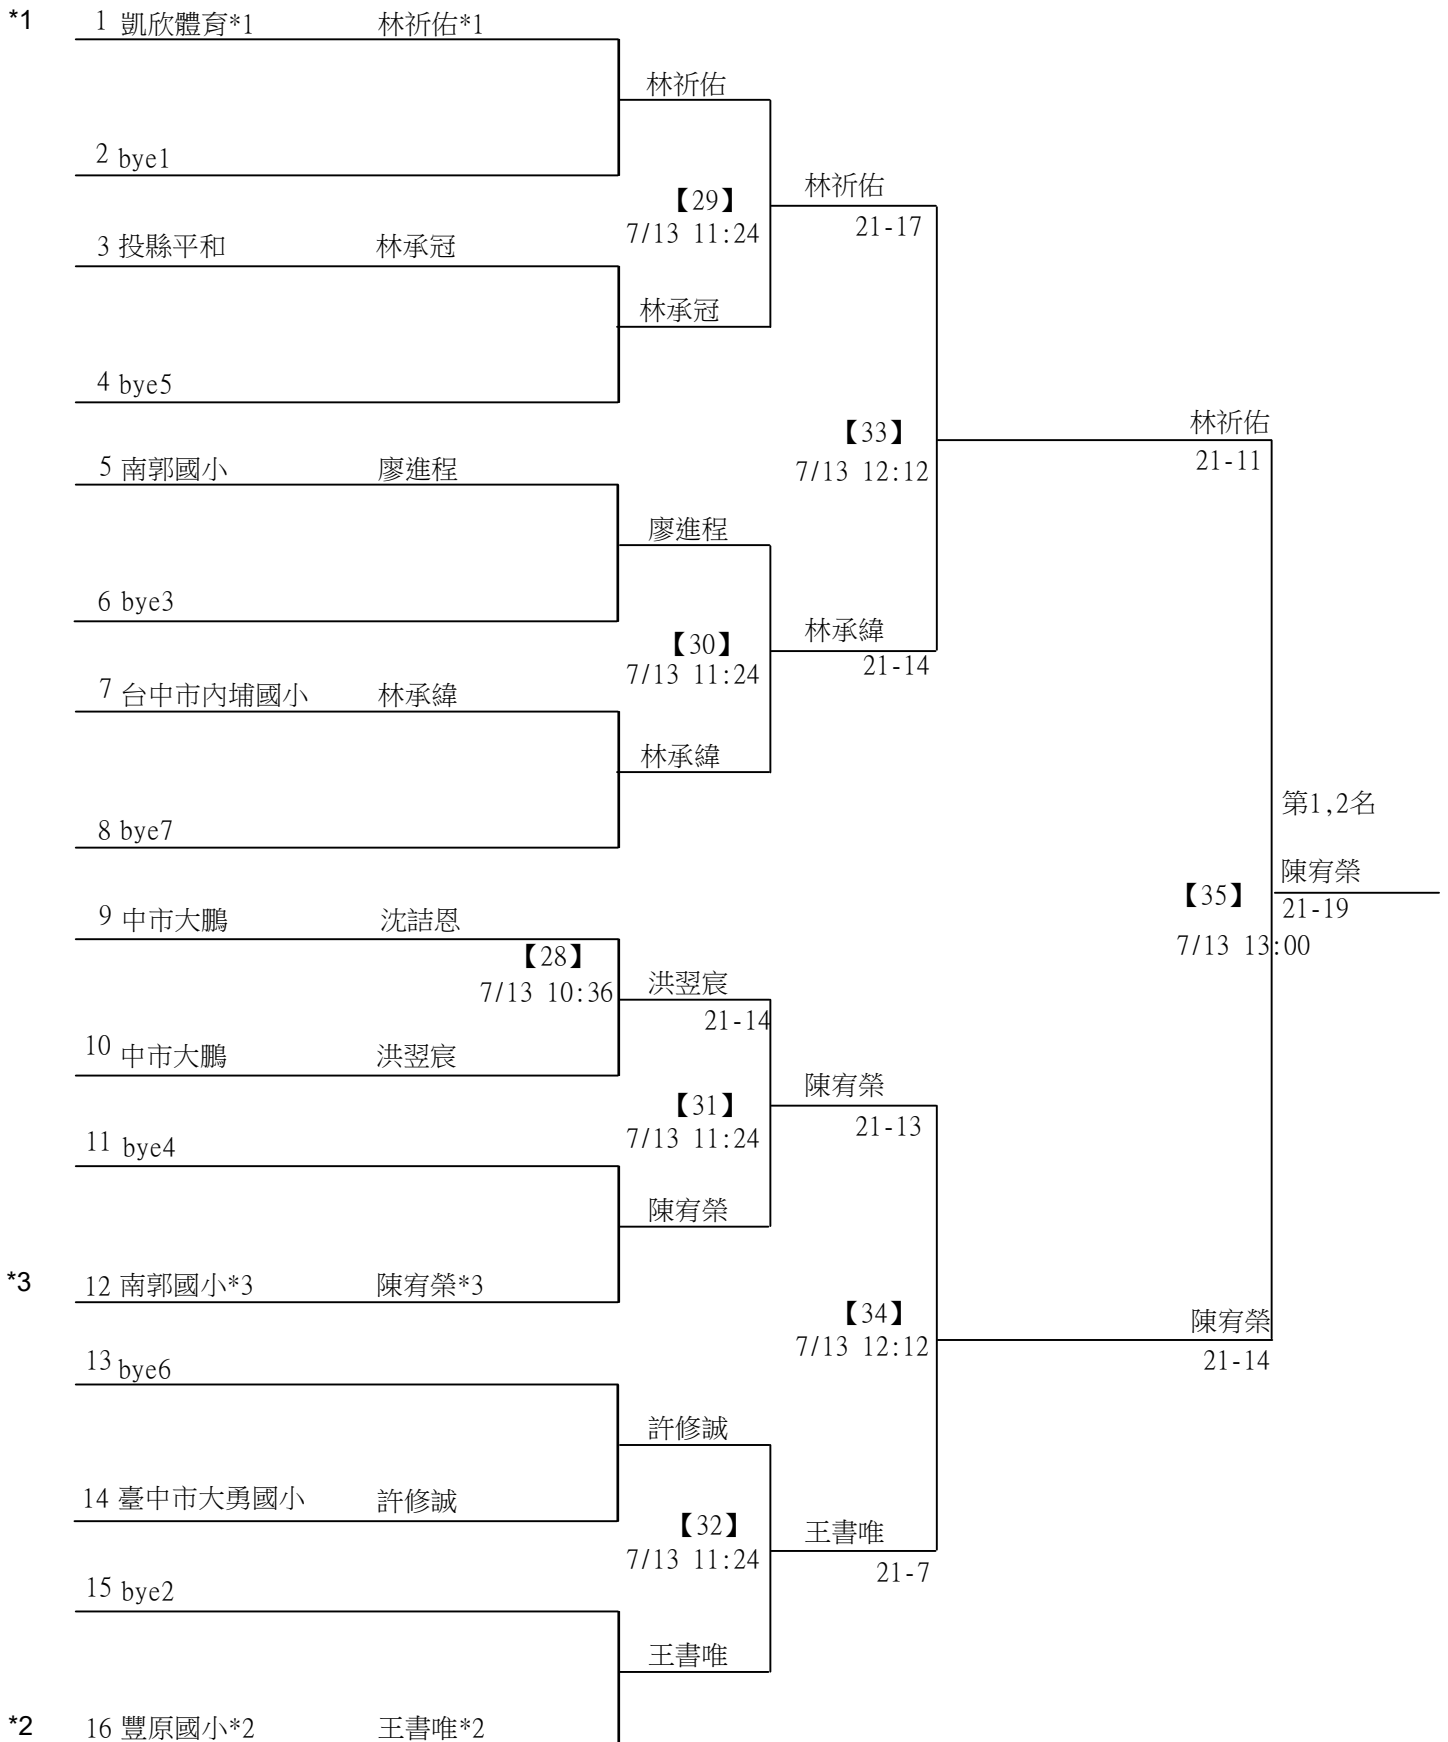 *1 1 凱欣體育*1 林祈佑*1
林祈佑
2 bye1
【29】
7/13 11:24
林祈佑
21-17
3 投縣平和 林承冠
林承冠
4 bye5
【33】
7/13 12:12
林祈佑
21-11
5 南郭國小 廖進程
廖進程
6 bye3
【30】
7/13 11:24
林承緯
21-14
7 台中市內埔國小 林承緯
林承緯
8 bye7
第1,2名
【35】
7/13 13:00
陳宥榮
21-19
9 中市大鵬 沈詰恩
【28】
7/13 10:36
洪翌宸
21-14
10 中市大鵬 洪翌宸
【31】
7/13 11:24
陳宥榮
21-13
11 bye4
陳宥榮
*3 12 南郭國小*3 陳宥榮*3
【34】
7/13 12:12
陳宥榮
21-14
13 bye6
許修誠
14 臺中市大勇國小 許修誠
【32】
7/13 11:24
王書唯
21-7
15 bye2
王書唯
*2 16 豐原國小*2 王書唯*2